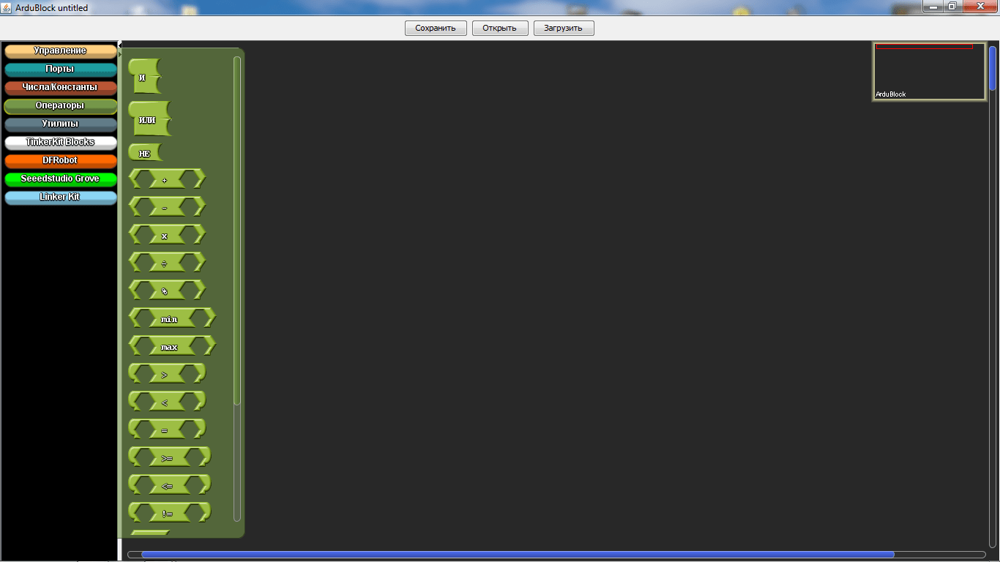 ArduBlock untitled
Сохранить
Открыть
Загрузить
Управление
Порты
Числа/Константы
Операторы
Утилиты
TinkerKit Blocks
DFRobot
Seeedstudio Grove
Linker Kit
И
ИЛИ
НЕ
+
-
x
÷
%
min
max
>
<
=
>=
<=
!=
ArduBlock